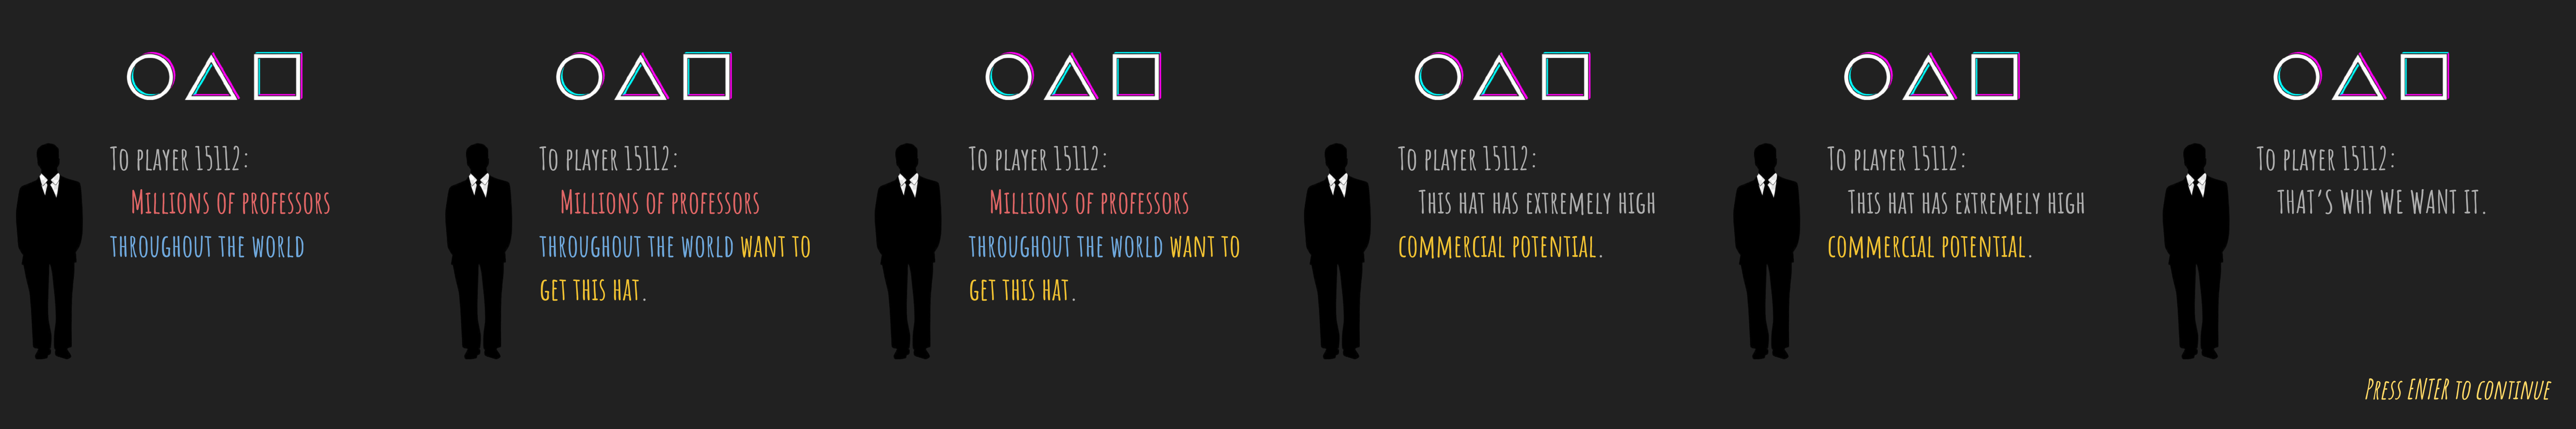 To player 15112:
Millions of professors
throughout the world
To player 15112:
Millions of professors
throughout the world want to
get this hat.
To player 15112:
Millions of professors
throughout the world want to
get this hat.
To player 15112:
This hat has extremely high
commercial potential.
To player 15112:
This hat has extremely high
commercial potential.
To player 15112:
THAT'S WHY WE WANT IT.
Press ENTER to continue